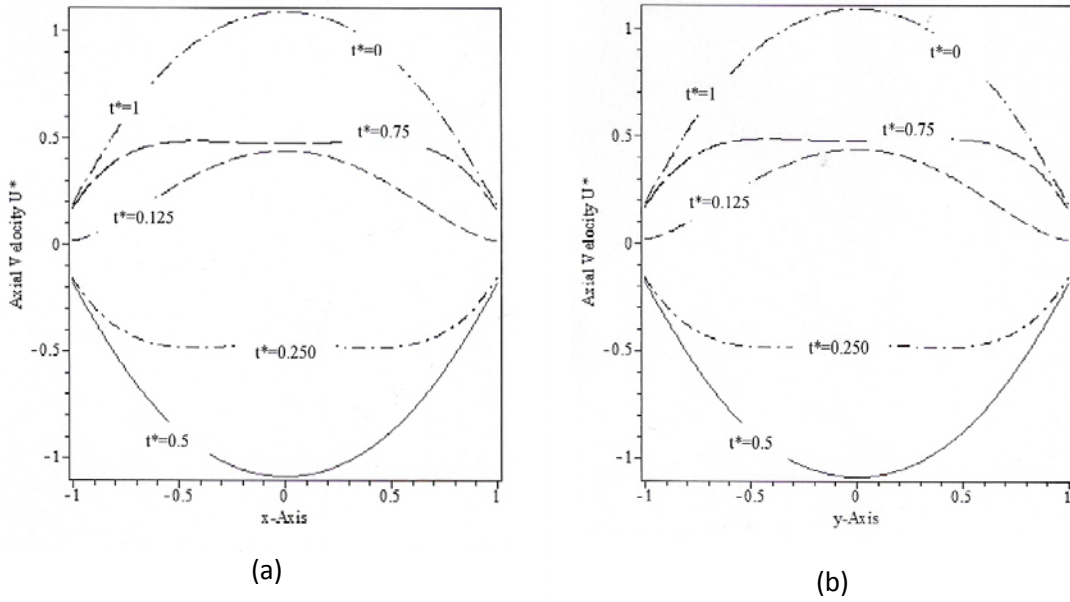 1
0.5
0
-0.5
-1
Axial Velocity U*
t*=0
t*=1
t*=0.75
t*=0.125
t*=0.250
t*=0.5
-1 -0.5 0 0.5 1
x-Axis
(a)
1
0.5
0
-0.5
-1
Axial Velocity U*
t*=0
t*=1
t*=0.75
t*=0.125
t*=0.250
t*=0.5
-1 -0.5 0 0.5 1
y-Axis
(b)